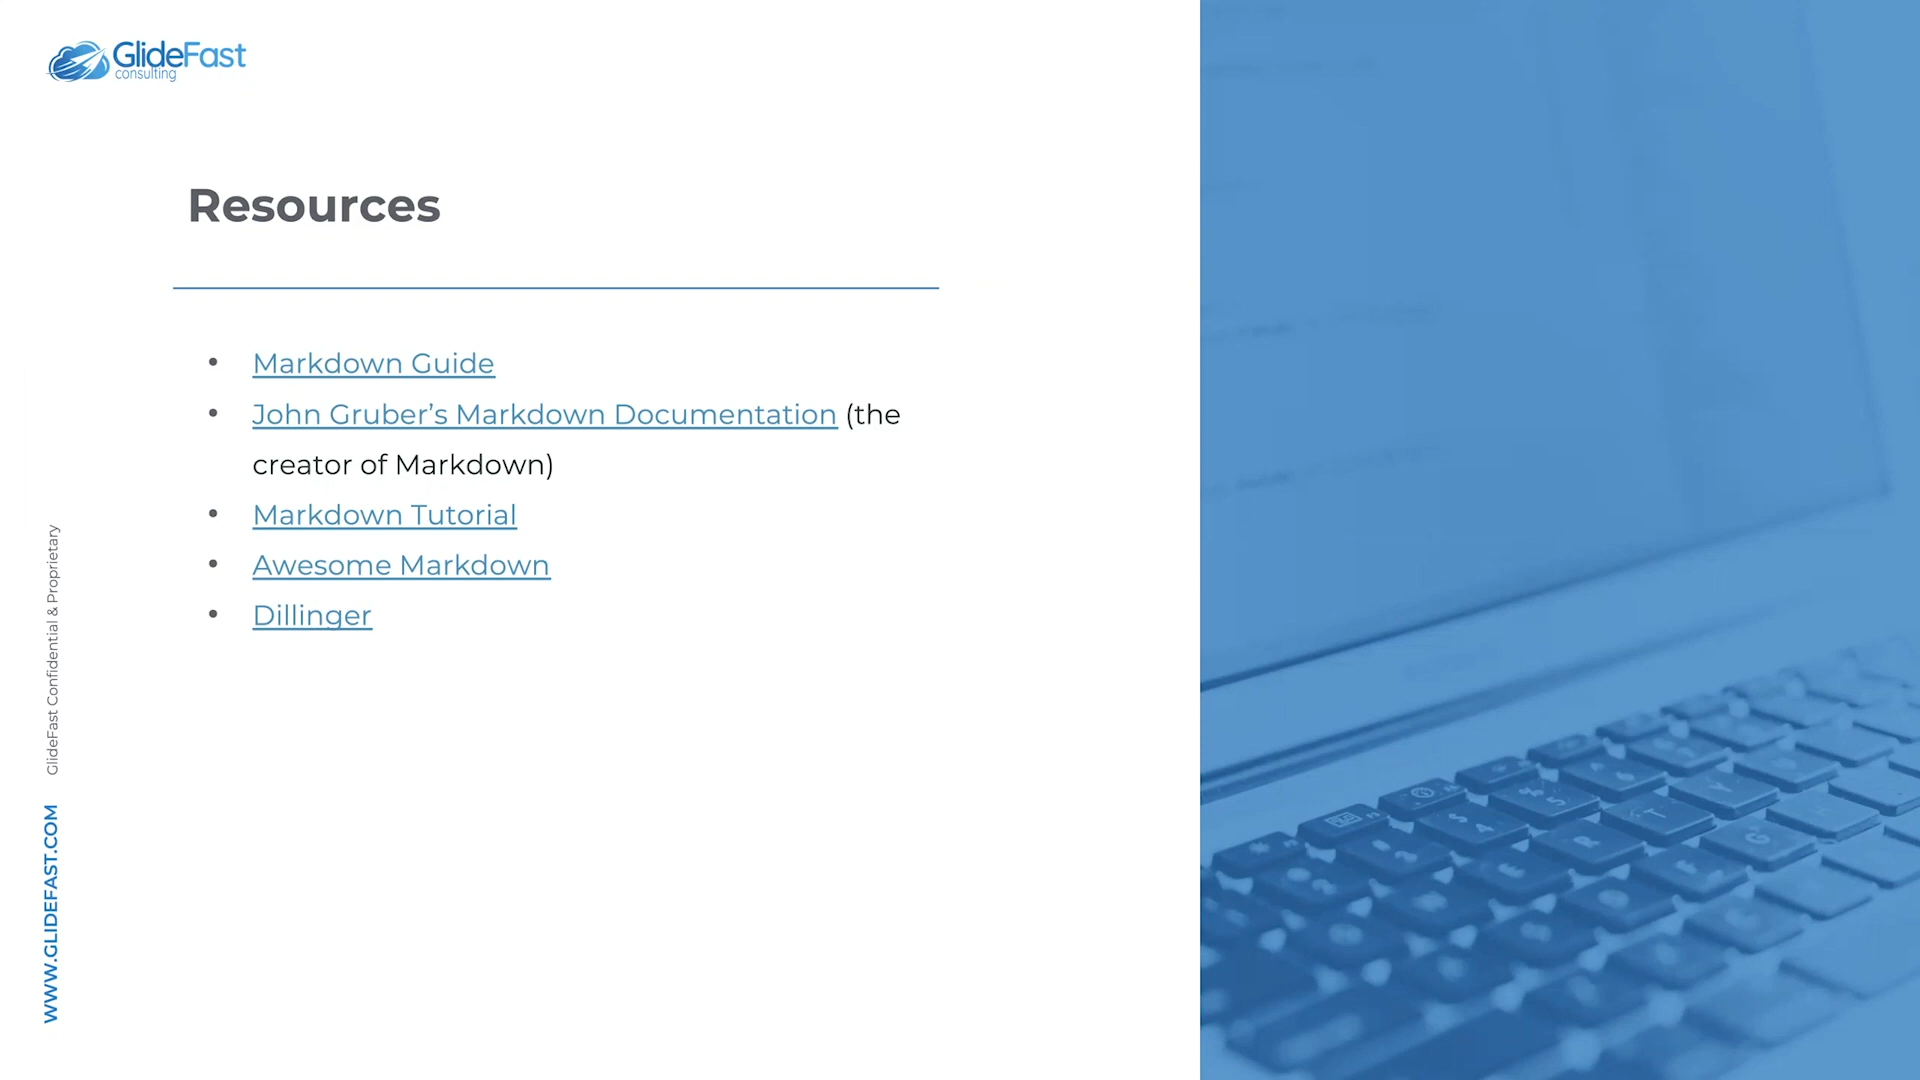 GlideFast
consulting
Resources
• Markdown Guide
• John Gruber’s Markdown Documentation (the
creator of Markdown)
• Markdown Tutorial
• Awesome Markdown
• Dillinger
GlideFast Confidential & Proprietary
WWW.GLIDEFAST.COM